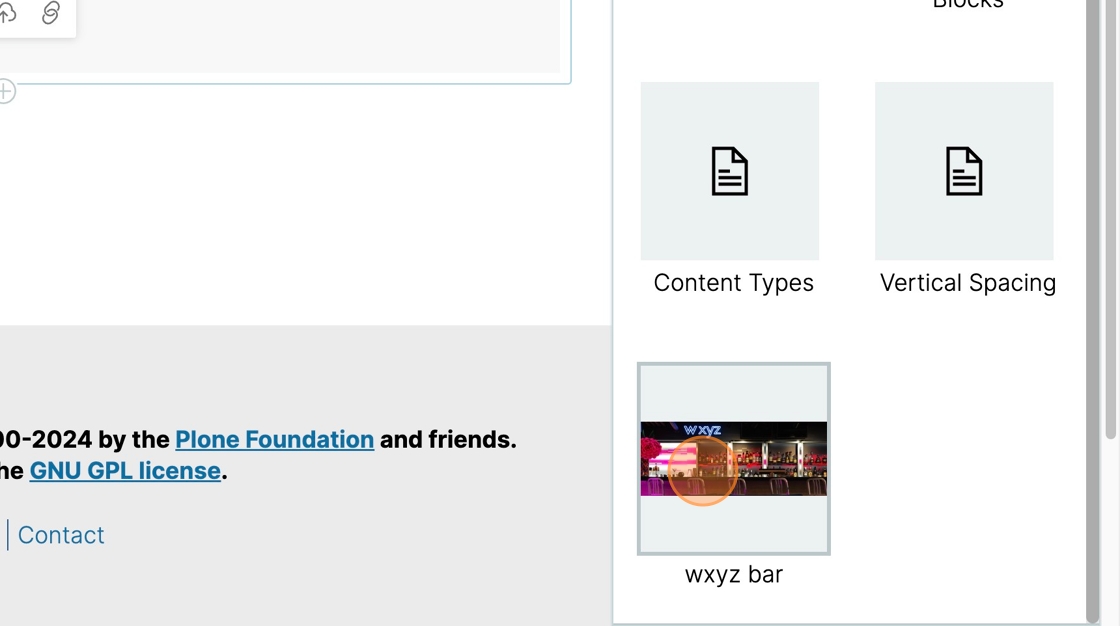 Blocks
Content Types
Vertical Spacing
wxyz
wxyz bar
00-2024 by the Plone Foundation and friends.
he GNU GPL license.
| Contact